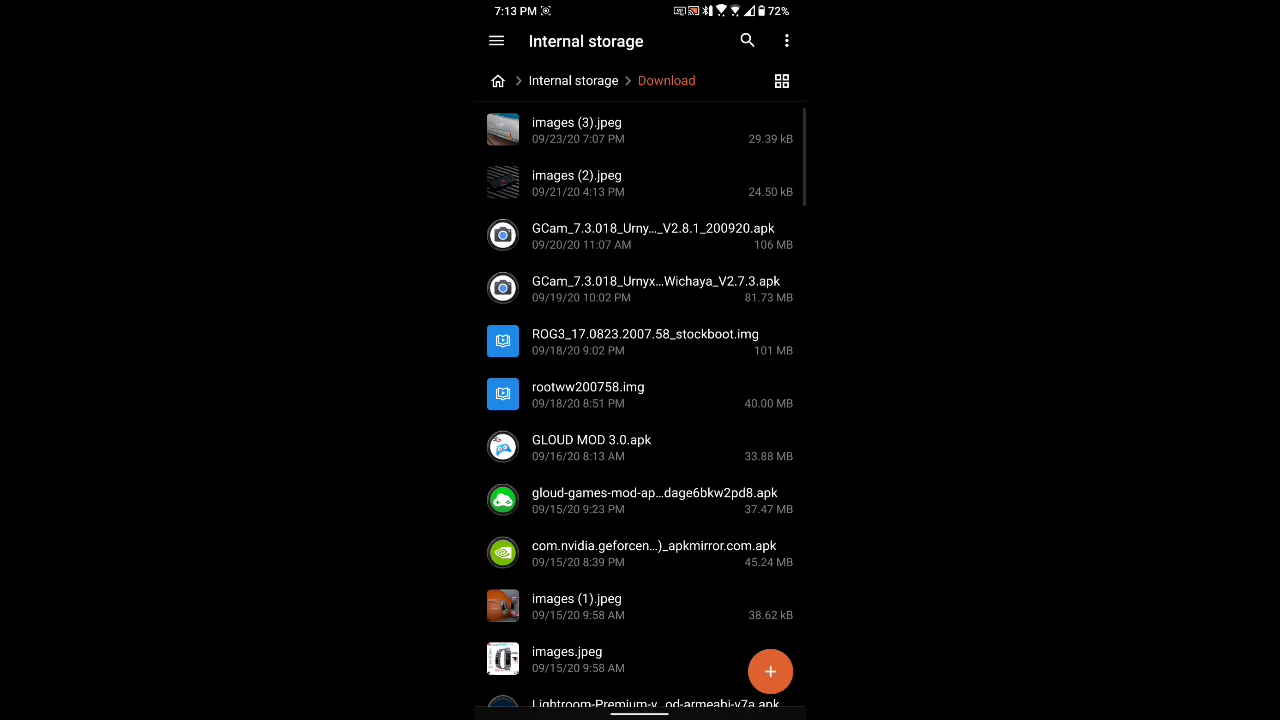 7:13 PM
72%
Internal storage
Internal storage > Download
images (3).jpeg
09/23/20 7:07 PM 29.39 kB
images (2).jpeg
09/21/20 4:13 PM 24.50 kB
GCam_7.3.018_Urny..._V2.8.1_200920.apk
09/20/20 11:07 AM 106 MB
GCam_7.3.018_Urnyx...Wichaya_V2.7.3.apk
09/19/20 10:02 PM 81.73 MB
ROG3_17.0823.2007.58_stockboot.img
09/18/20 9:02 PM 101 MB
rootww200758.img
09/18/20 8:51 PM 40.00 MB
GLOUD MOD 3.0.apk
09/16/20 8:13 AM 33.88 MB
gloud-games-mod-ap...dage6bkw2pd8.apk
09/15/20 9:23 PM 37.47 MB
com.nvidia.geforcen...)_apkmirror.com.apk
09/15/20 8:39 PM 45.24 MB
images (1).jpeg
09/15/20 9:58 AM 38.62 kB
images.jpeg
09/15/20 9:58 AM
Lightroom-Premium-v...od-armeabi-v7a.apk